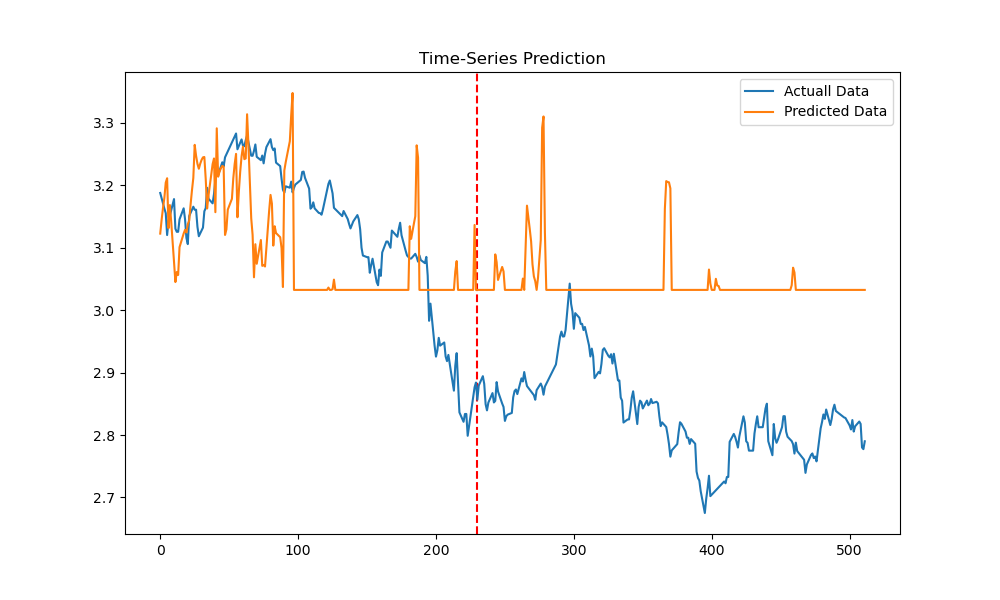 Time-Series Prediction
Actuall Data
Predicted Data
3.3
3.2
3.1
3.0
2.9
2.8
2.7
0 100 200 300 400 500